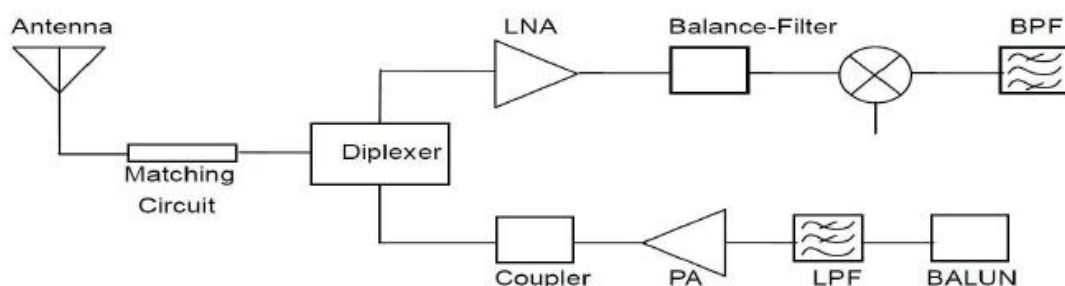 Antenna
LNA
Balance-Filter
BPF
Diplexer
Matching
Circuit
Coupler
PA
LPF
BALUN